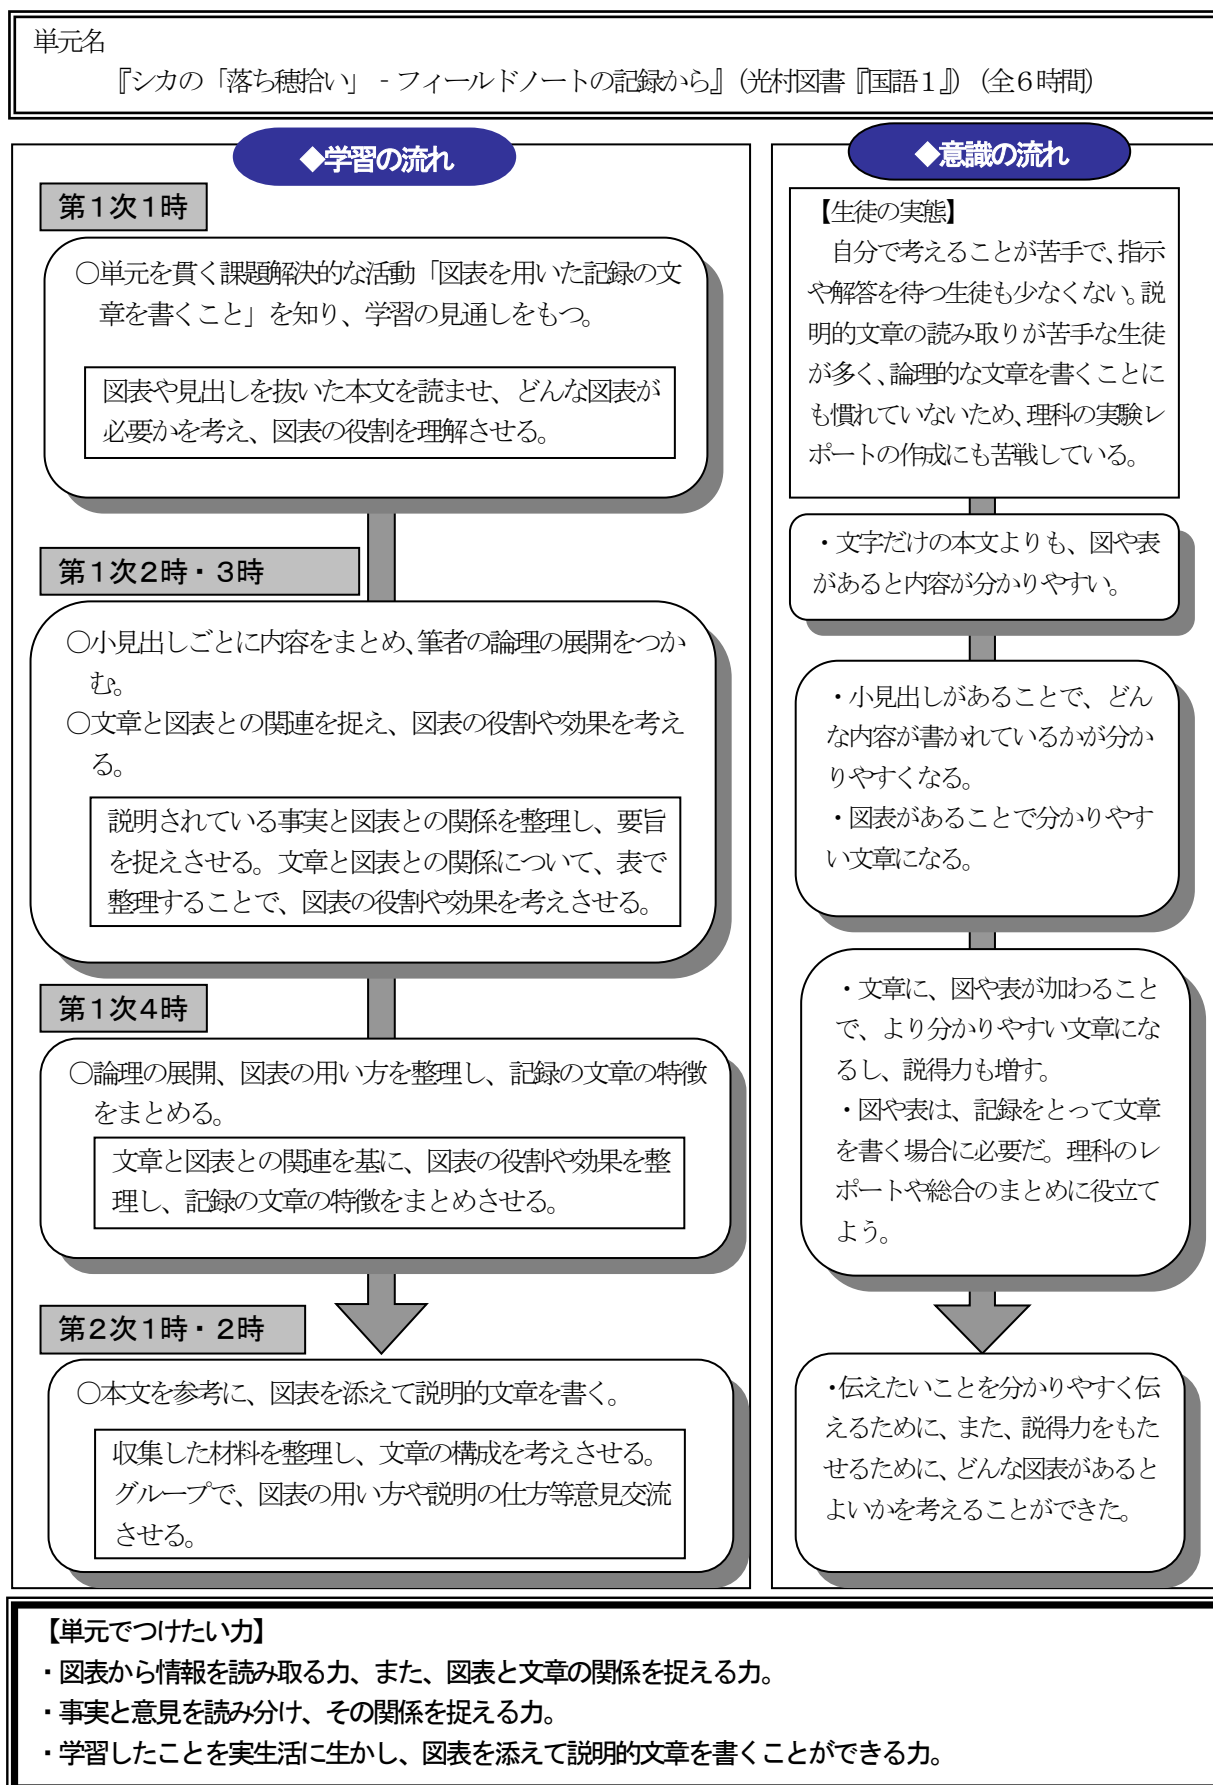 単元名
『シカの「落ち穂拾い」‐フィールドノートの記録から』(光村図書『国語1』)(全6時間)
◆学習の流れ
第1次1時
○単元を貫く課題解決的な活動「図表を用いた記録の文
章を書くこと」を知り、学習の見通しをもつ。
図表や見出しを抜いた本文を読ませ、どんな図表が
必要かを考え、図表の役割を理解させる。
第1次2時・3時
○小見出しごとに内容をまとめ、筆者の論理の展開をつか
む。
○文章と図表との関連を捉え、図表の役割や効果を考え
る。
説明されている事実と図表との関係を整理し、要旨
を捉えさせる。文章と図表との関係について、表で
整理することで、図表の役割や効果を考えさせる。
第1次4時
○論理の展開、図表の用い方を整理し、記録の文章の特徴
をまとめる。
文章と図表との関連を基に、図表の役割や効果を整
理し、記録の文章の特徴をまとめさせる。
第2次1時・2時
○本文を参考に、図表を添えて説明的文章を書く。
収集した材料を整理し、文章の構成を考えさせる。
グループで、図表の用い方や説明の仕方等意見交流
させる。
◆意識の流れ
【生徒の実態】
自分で考えることが苦手で、指示
や解答を待つ生徒も少なくない。説
明的文章の読み取りが苦手な生徒
が多く、論理的な文章を書くことに
も慣れていないため、理科の実験レ
ポートの作成にも苦戦している。
・文字だけの本文よりも、図や表
があると内容が分かりやすい。
・小見出しがあることで、どん
な内容が書かれているかが分か
りやすくなる。
・図表があることで分かりやす
い文章になる。
・文章に、図や表が加わること
で、より分かりやすい文章にな
るし、説得力も増す。
・図や表は、記録をとって文章
を書く場合に必要だ。理科のレ
ポートや総合のまとめに役立て
よう。
・伝えたいことを分かりやすく伝
えるために、また、説得力をもた
せるために、どんな図表があると
よいかを考えることができた。
【単元でつけたい力】
・図表から情報を読み取る力、また、図表と文章の関係を捉える力。
・事実と意見を読み分け、その関係を捉える力。
・学習したことを実生活に生かし、図表を添えて説明的文章を書くことができる力。